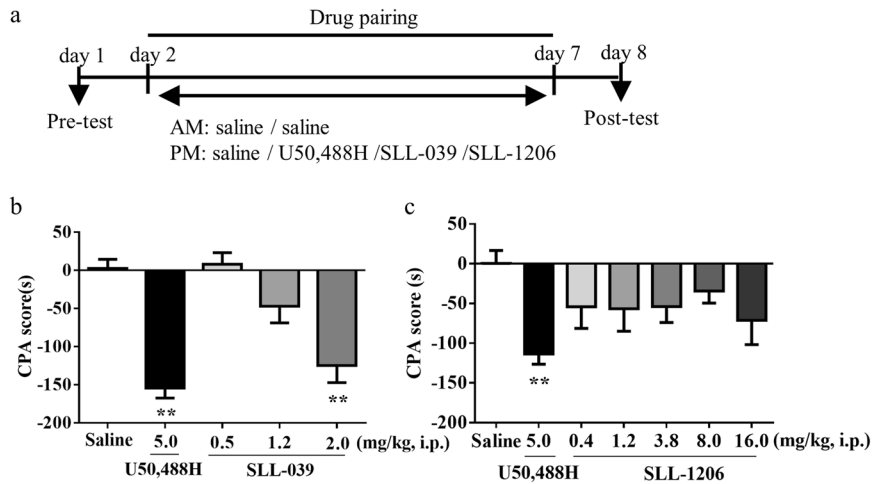 a
Drug pairing
day 1 day 2 day 7 day 8
Pre-test Post-test
AM: saline / saline
PM: saline / U50,488H /SLL-039 /SLL-1206
b
CPA score(s)
50
0
-50
-100
-150
-200
** **
Saline 5.0 0.5 1.2 2.0 (mg/kg, i.p.)
U50,488H SLL-039
c
CPA score (s)
50
0
-50
-100
-150
-200
**
Saline 5.0 0.4 1.2 3.8 8.0 16.0 (mg/kg, i.p.)
U50,488H SLL-1206